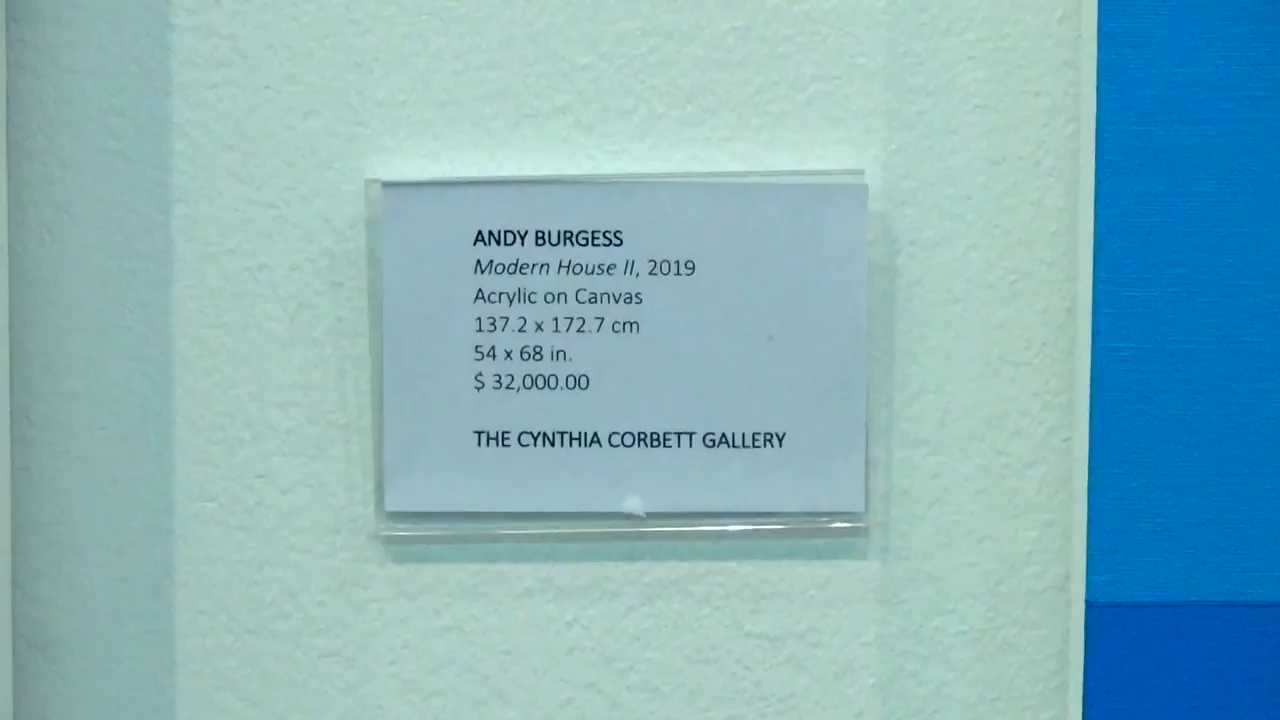 ANDY BURGESS
Modern House II, 2019
Acrylic on Canvas
137.2 x 172.7 cm
54 x 68 in.
$ 32,000.00
THE CYNTHIA CORBETT GALLERY